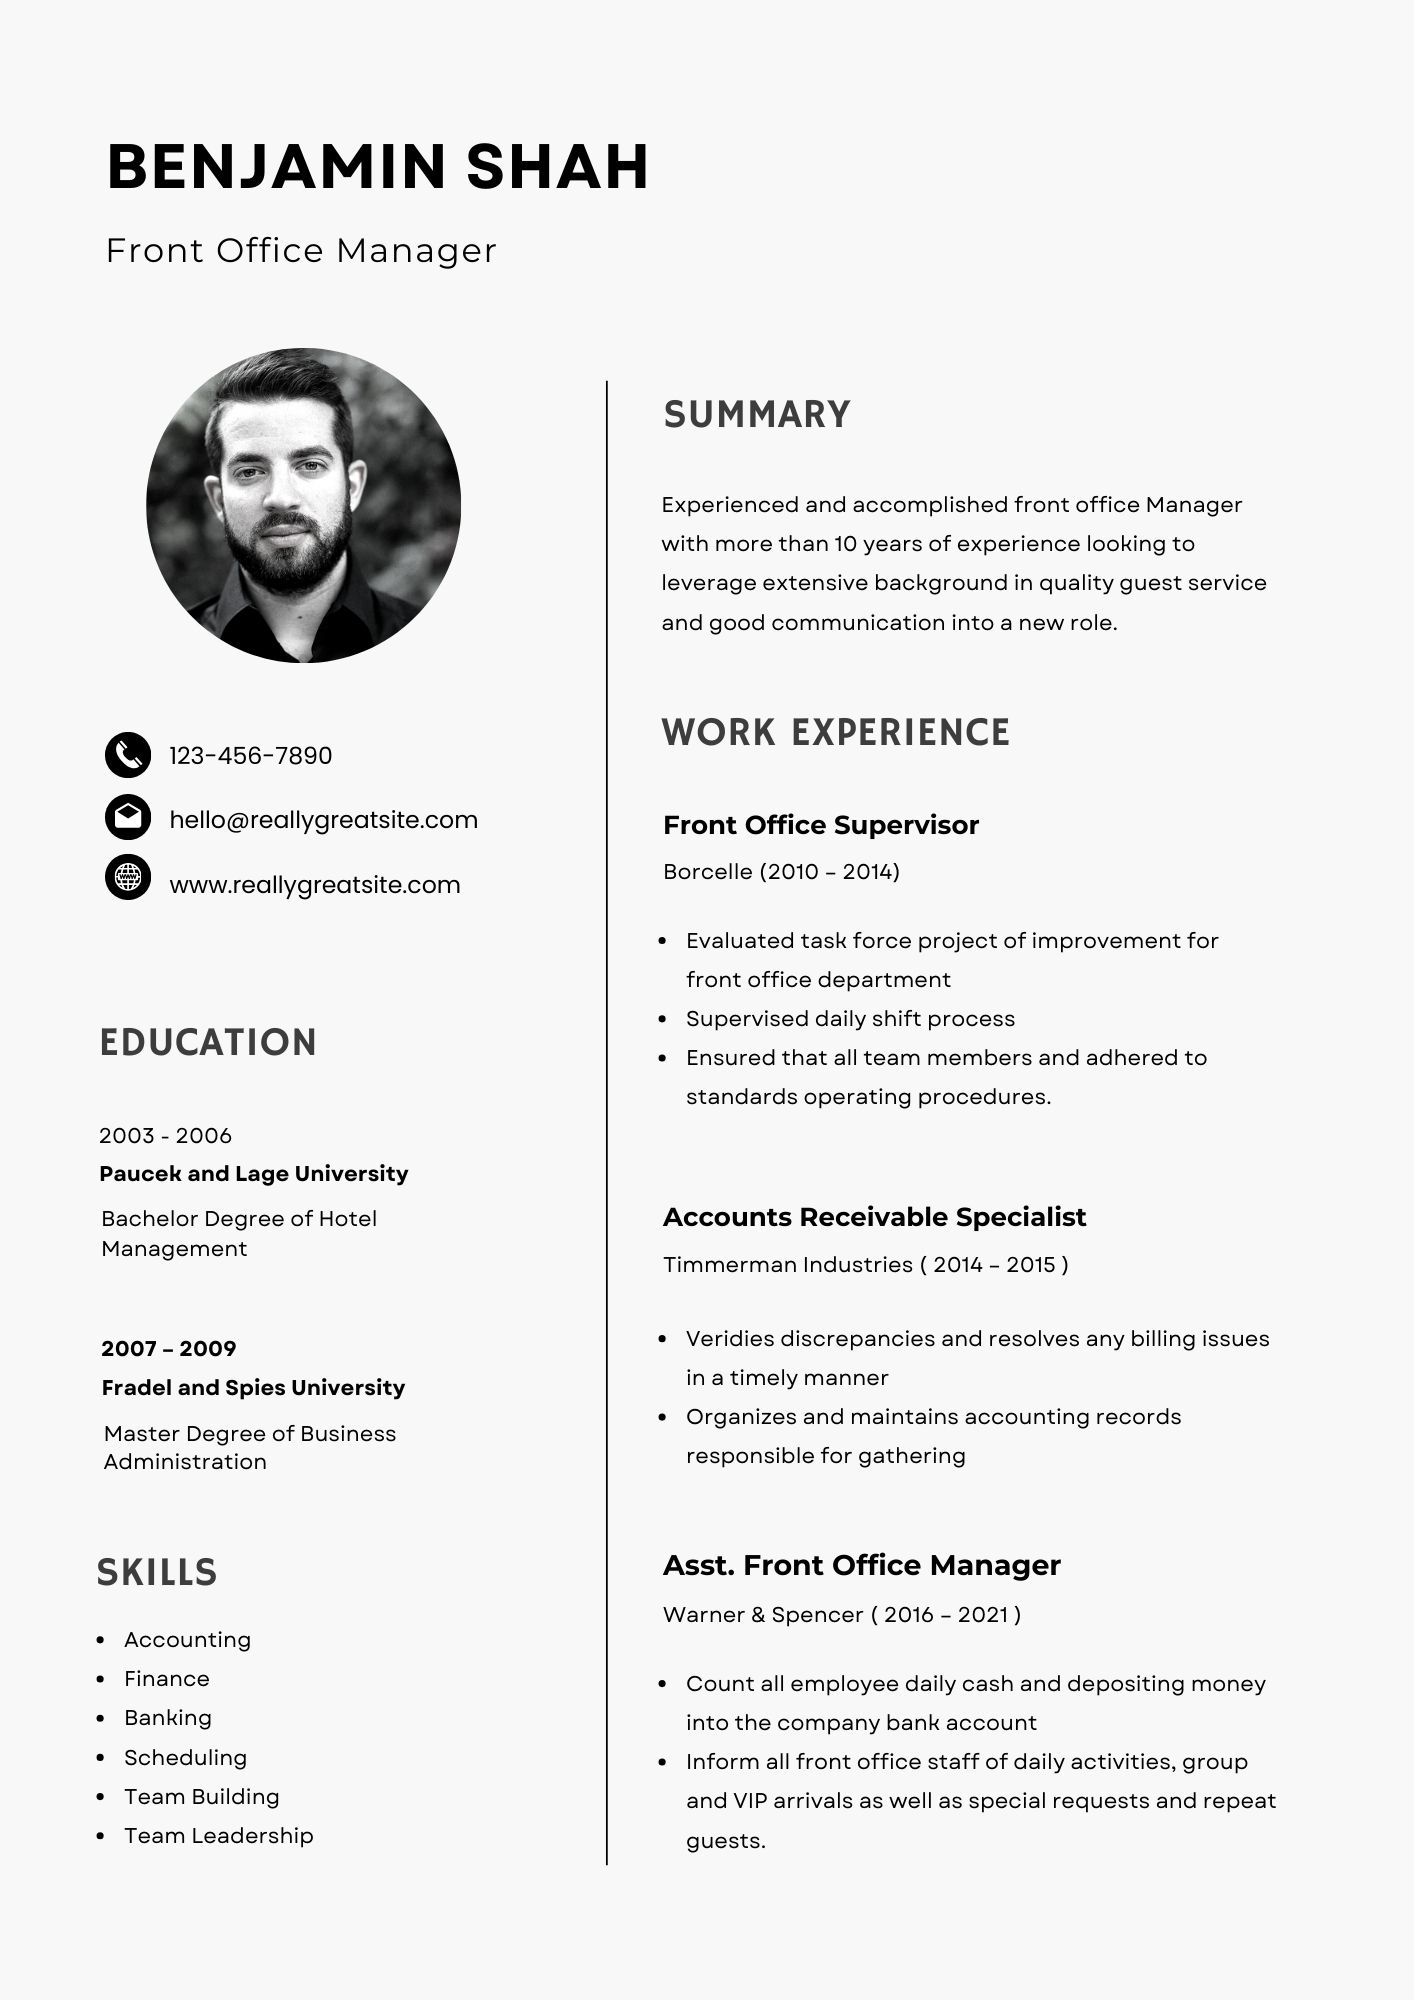 BENJAMIN SHAH
Front Office Manager
123-456-7890
hello@reallygreatsite.com
www.reallygreatsite.com
EDUCATION
2003 - 2006
Paucek and Lage University
Bachelor Degree of Hotel
Management
2007 – 2009
Fradel and Spies University
Master Degree of Business
Administration
SKILLS
• Accounting
• Finance
• Banking
• Scheduling
• Team Building
• Team Leadership
SUMMARY
Experienced and accomplished front office Manager
with more than 10 years of experience looking to
leverage extensive background in quality guest service
and good communication into a new role.
WORK EXPERIENCE
Front Office Supervisor
Borcelle (2010 – 2014)
• Evaluated task force project of improvement for
front office department
• Supervised daily shift process
• Ensured that all team members and adhered to
standards operating procedures.
Accounts Receivable Specialist
Timmerman Industries ( 2014 – 2015 )
• Veridies discrepancies and resolves any billing issues
in a timely manner
• Organizes and maintains accounting records
responsible for gathering
Asst. Front Office Manager
Warner & Spencer ( 2016 – 2021 )
• Count all employee daily cash and depositing money
into the company bank account
• Inform all front office staff of daily activities, group
and VIP arrivals as well as special requests and repeat
guests.